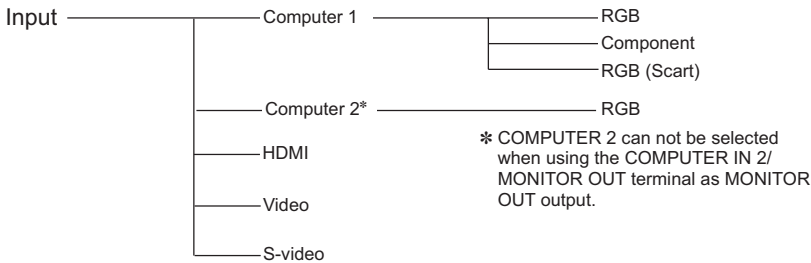 Input
Computer 1
RGB
Component
RGB (Scart)
Computer 2*
RGB
* COMPUTER 2 can not be selected
when using the COMPUTER IN 2/
MONITOR OUT terminal as MONITOR
OUT output.
HDMI
Video
S-video